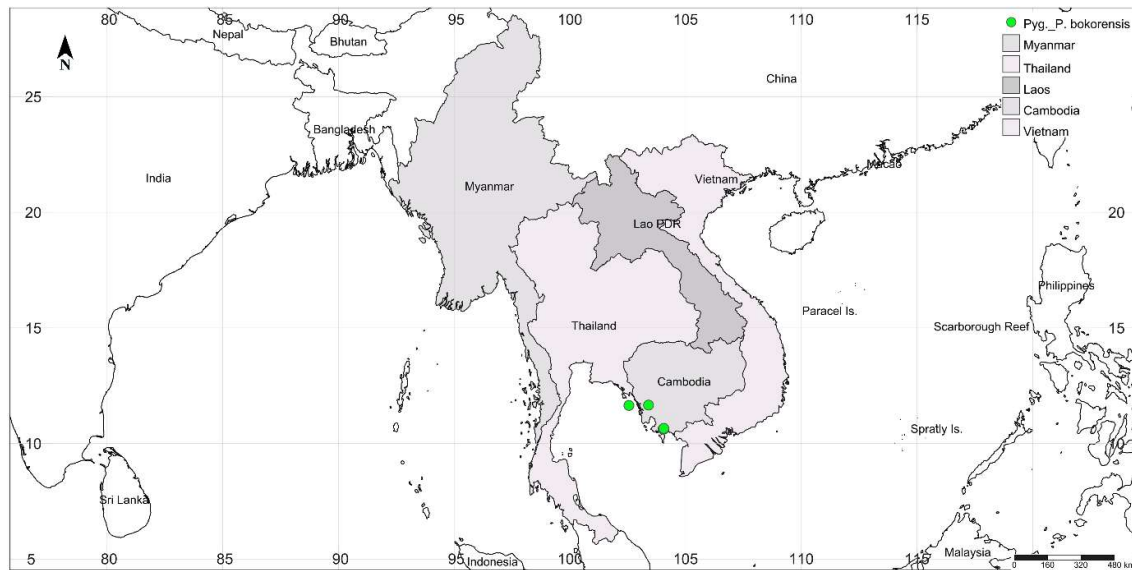 80 85 90 95 100 105 110 115
Nepal
Bhutan
N
China
Pyg._P. bokorensis
Myanmar
Thailand
Laos
Cambodia
Vietnam
25
Bangladesh
Macao
India
Myanmar
Vietnam
20 20
Lao PDR
Philippines
Paracel Is.
15 Thailand Scarborough Reef 15
Cambodia
Spratly Is.
10 10
Sri Lanka
Malaysia
5 80 85 90 95 100 105 110 115
Indonesia
0 160 320 480 km